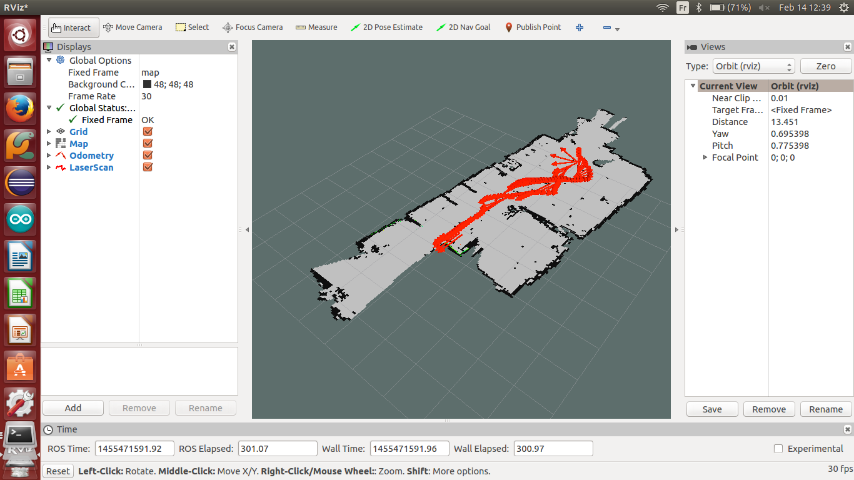 RViz*
Fr (71%) Feb 14 12:39
Interact Move Camera Select Focus Camera Measure 2D Pose Estimate 2D Nav Goal Publish Point
Displays
Global Options
Fixed Frame map
Background C... 48; 48; 48
Frame Rate 30
Global Status:...
Fixed Frame OK
Grid
Map
Odometry
LaserScan
Add Remove Rename
Views
Type: Orbit (rviz) Zero
Current View Orbit (rviz)
Near Clip ... 0.01
Target Fra... <Fixed Frame>
Distance 13.451
Yaw 0.695398
Pitch 0.775398
Focal Point 0; 0; 0
Save Remove Rename
Time
ROS Time: 1455471591.92 ROS Elapsed: 301.07 Wall Time: 1455471591.96 Wall Elapsed: 300.97 Experimental
Reset Left-Click: Rotate. Middle-Click: Move X/Y. Right-Click/Mouse Wheel:: Zoom. Shift: More options. 30 fps